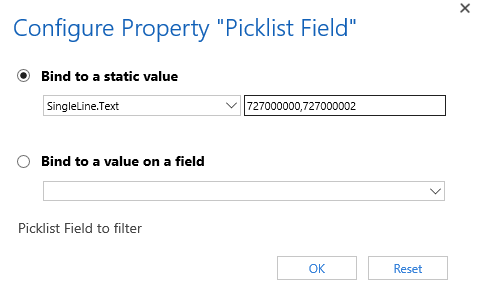 Configure Property "Picklist Field"
Bind to a static value
SingleLine.Text 727000000,727000002
Bind to a value on a field
Picklist Field to filter
OK Reset